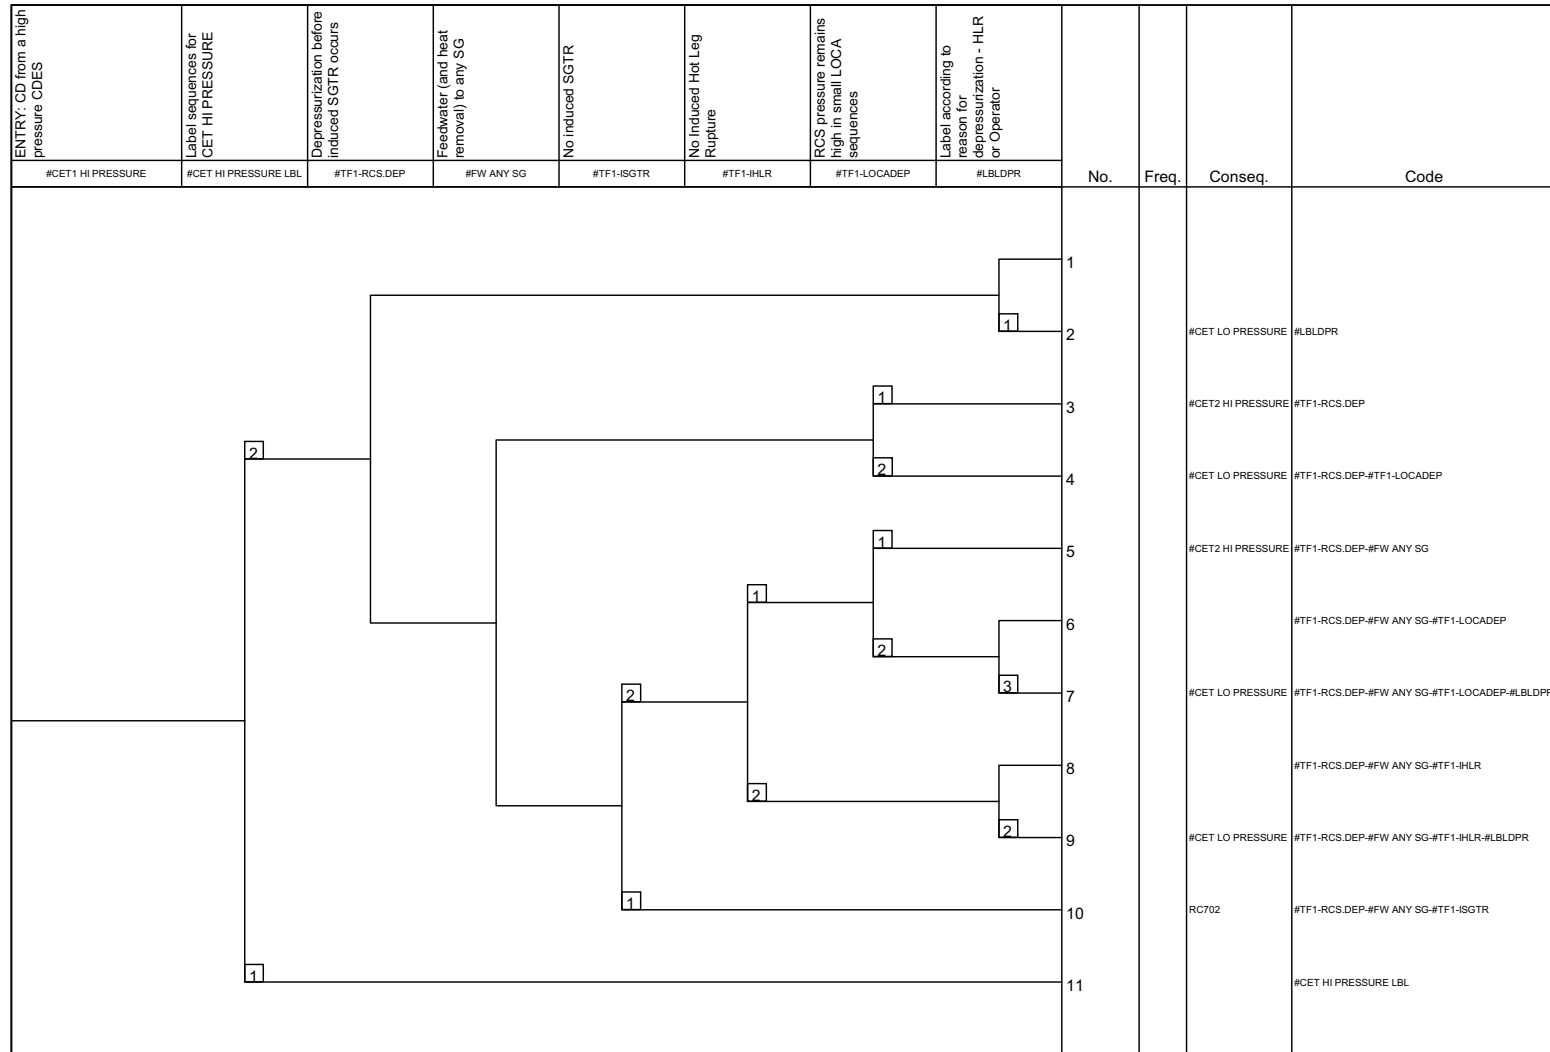 ENTRY: CD from a high
pressure CDES
Label sequences for
CET HI PRESSURE
Depressurization before
induced SGTR occurs
Feedwater (and heat
removal) to any SG
No induced SGTR
No Induced Hot Leg
Rupture
RCS pressure remains
high in small LOCA
sequences
Label according to
reason for
depressurization - HLR
or Operator
#CET1 HI PRESSURE #CET HI PRESSURE LBL #TF1-RCS.DEP #FW ANY SG #TF1-ISGTR #TF1-IHLR #TF1-LOCADEP #LBLDPR No. Freq. Conseq. Code
1
1
2 #CET LO PRESSURE #LBLDPR
1
3 #CET2 HI PRESSURE #TF1-RCS.DEP
2
2
4 #CET LO PRESSURE #TF1-RCS.DEP-#TF1-LOCADEP
1
5 #CET2 HI PRESSURE #TF1-RCS.DEP-#FW ANY SG
1
6 #TF1-RCS.DEP-#FW ANY SG-#TF1-LOCADEP
2
2
3
7 #CET LO PRESSURE #TF1-RCS.DEP-#FW ANY SG-#TF1-LOCADEP-#LBLDPR
8 #TF1-RCS.DEP-#FW ANY SG-#TF1-IHLR
2
2
9 #CET LO PRESSURE #TF1-RCS.DEP-#FW ANY SG-#TF1-IHLR-#LBLDPR
1
10 RC702 #TF1-RCS.DEP-#FW ANY SG-#TF1-ISGTR
1
11 #CET HI PRESSURE LBL